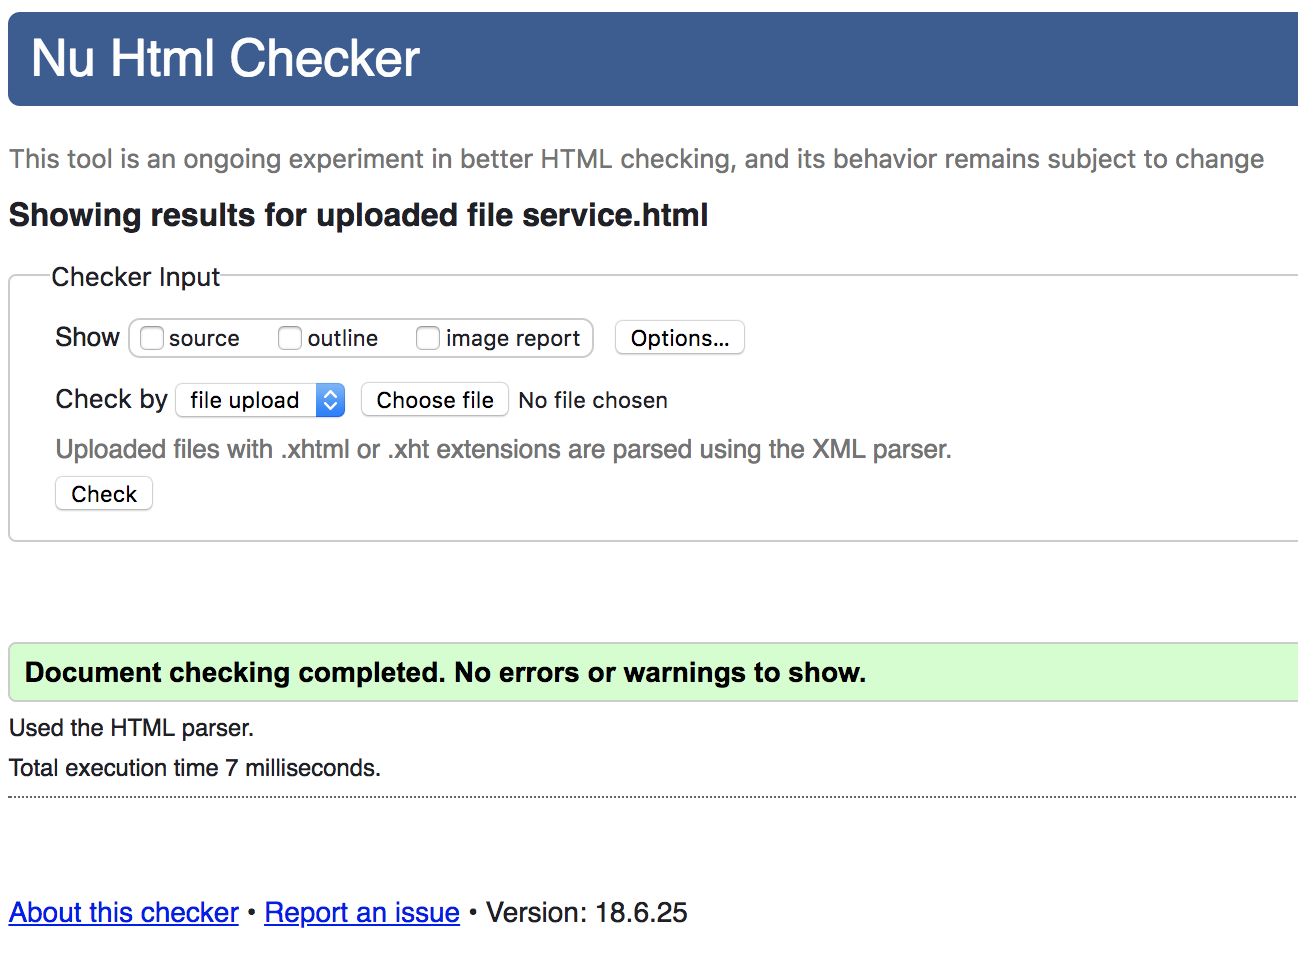 Nu Html Checker
This tool is an ongoing experiment in better HTML checking, and its behavior remains subject to change
Showing results for uploaded file service.html
Checker Input
Show source outline image report Options...
Check by file upload Choose file No file chosen
Uploaded files with .xhtml or .xht extensions are parsed using the XML parser.
Check
Document checking completed. No errors or warnings to show.
Used the HTML parser.
Total execution time 7 milliseconds.
About this checker • Report an issue • Version: 18.6.25